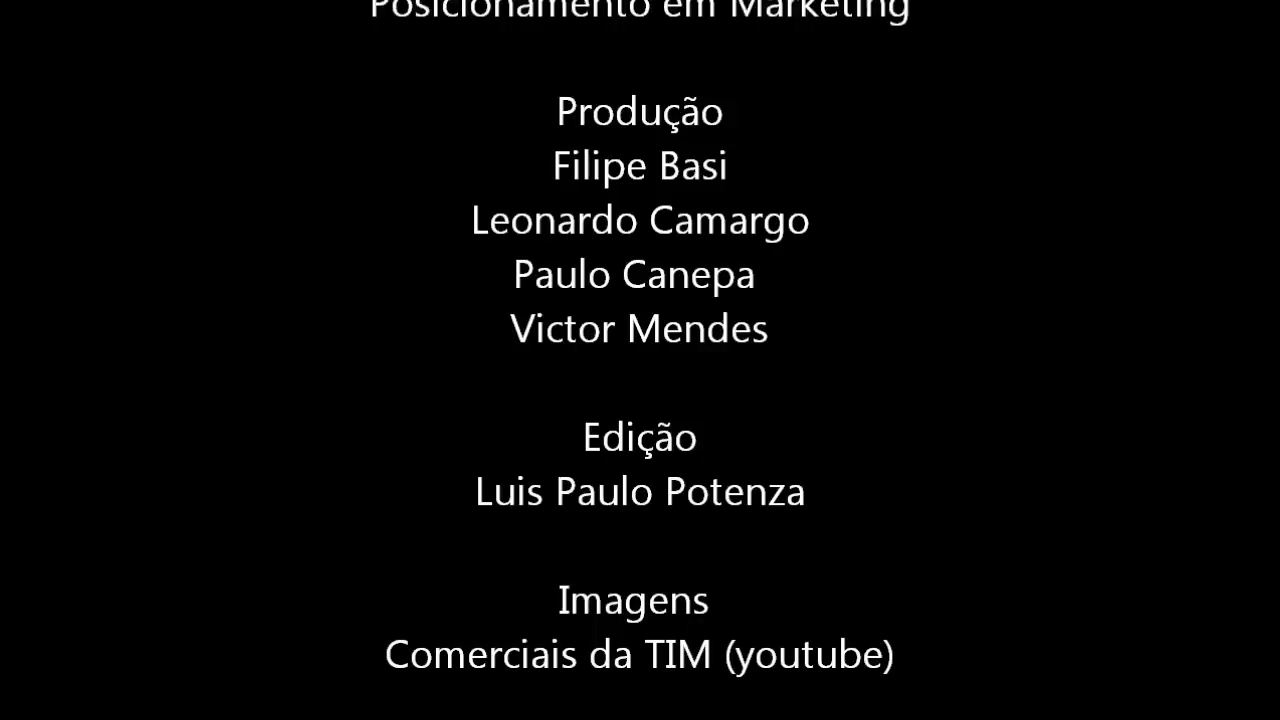 Posicionamento em Marketing
Produção
Filipe Basi
Leonardo Camargo
Paulo Canepa
Victor Mendes
Edição
Luis Paulo Potenza
Imagens
Comerciais da TIM (youtube)